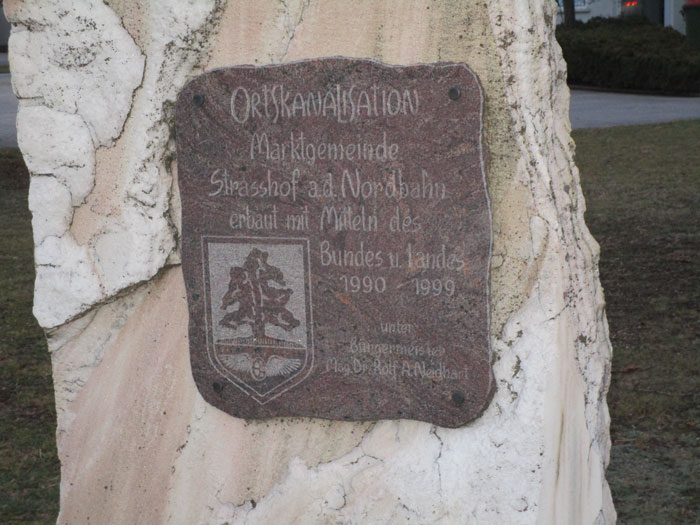 Ortskanalisation
Marktgemeinde
Strasshof a.d. Nordbahn
erbaut mit Mitteln des
Bundes u. Landes
1990 - 1999
unter
Bürgermeister
Mag. Dr. Rolf A. Neidhart